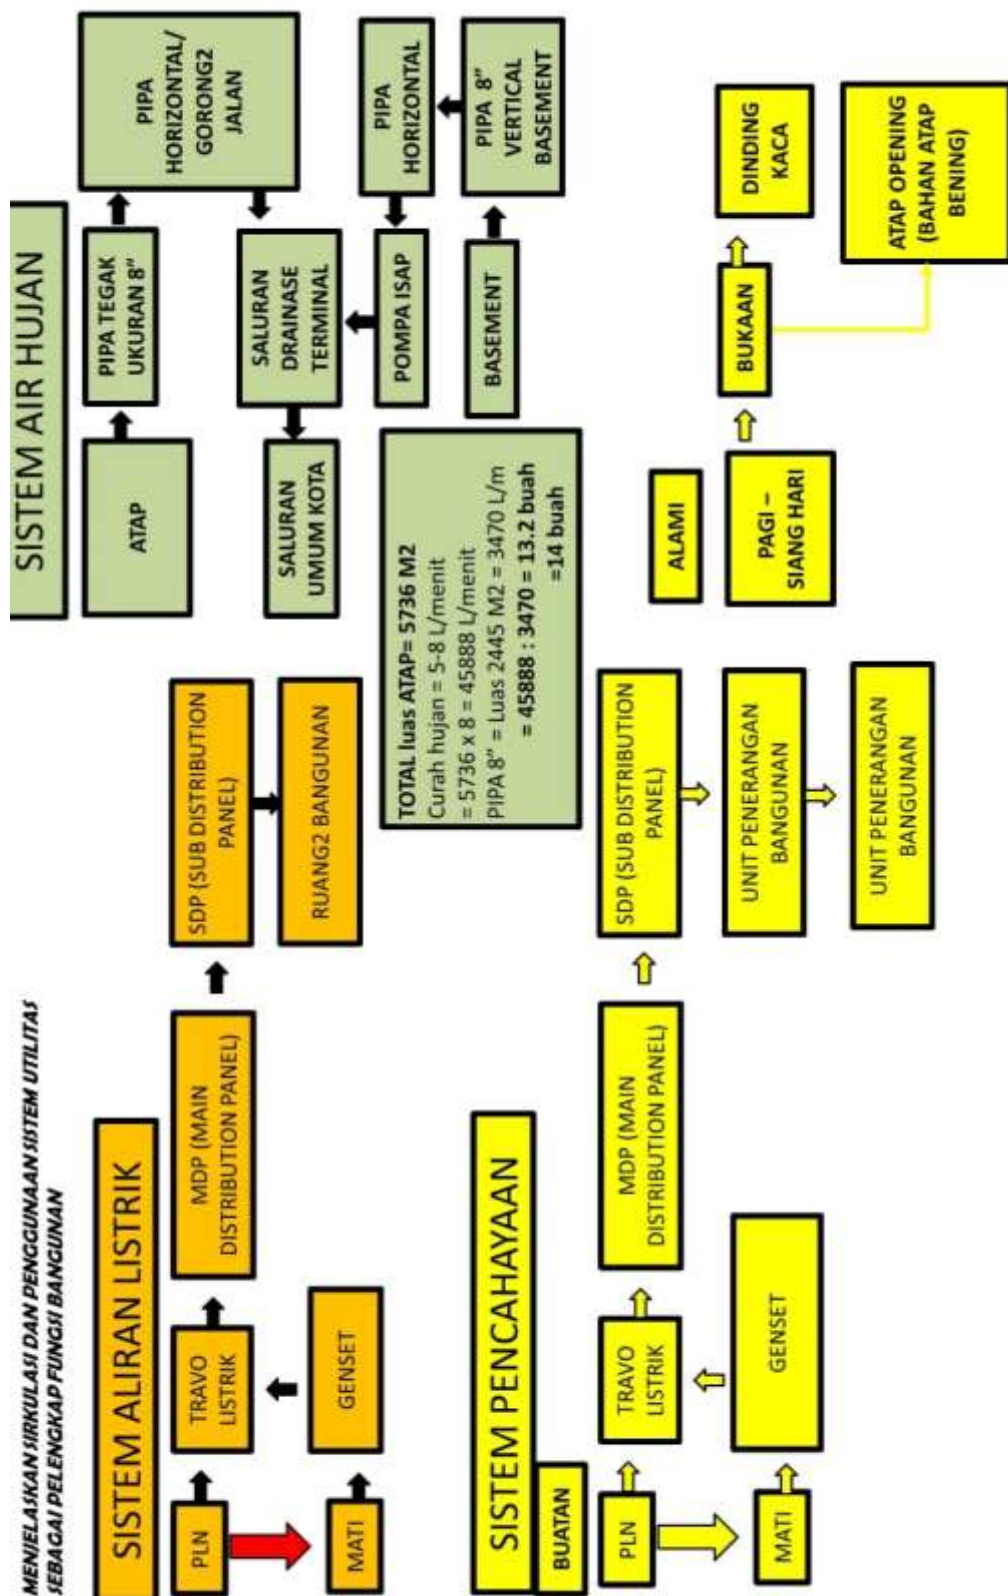 MENJELASKAN SIRKULASI DAN PENGGUNAAN SISTEM UTILITAS
SEBAGAI PELENGKAP FUNGSI BANGUNAN
SISTEM ALIRAN LISTRIK
PLN
TRAVO
LISTRIK
MDP (MAIN
DISTRIBUTION PANEL)
SDP (SUB DISTRIBUTION
PANEL)
MATI
GENSET
RUANG2 BANGUNAN
SISTEM AIR HUJAN
ATAP
PIPA TEGAK
UKURAN 8”
PIPA
HORIZONTAL/
GORONG2
JALAN
SALURAN
UMUM KOTA
SALURAN
DRAINASE
TERMINAL
POMPA ISAP
PIPA
HORIZONTAL
BASEMENT
PIPA 8”
VERTICAL
BASEMENT
TOTAL luas ATAP= 5736 M2
Curah hujan = 5-8 L/menit
= 5736 x 8 = 45888 L/menit
PIPA 8” = Luas 2445 M2 = 3470 L/m
= 45888 : 3470 = 13.2 buah
=14 buah
SISTEM PENCAHAYAAN
BUATAN
PLN
TRAVO
LISTRIK
MDP (MAIN
DISTRIBUTION PANEL)
SDP (SUB DISTRIBUTION
PANEL)
MATI
GENSET
UNIT PENERANGAN
BANGUNAN
UNIT PENERANGAN
BANGUNAN
ALAMI
PAGI –
SIANG HARI
BUKAAN
DINDING
KACA
ATAP OPENING
(BAHAN ATAP
BENING)